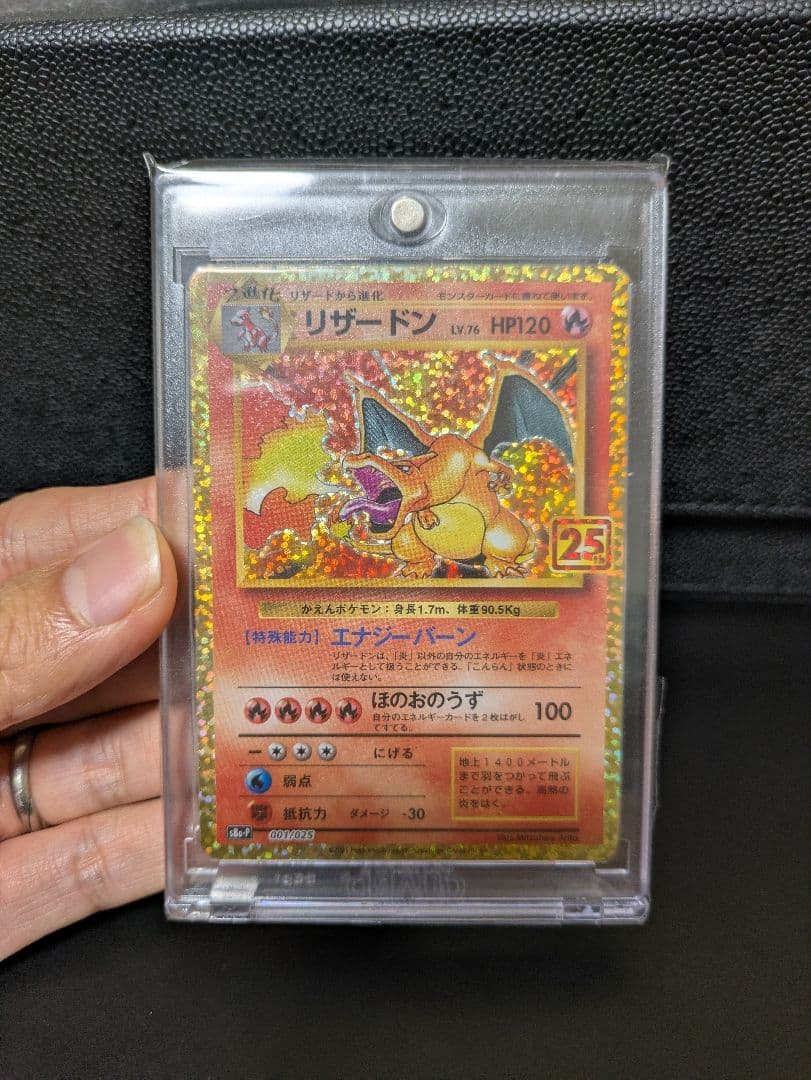 2進化 リザードから進化 モンスターカードに重ねて使います。
リザードン LV.76 HP120
25th
かえんポケモン：身長1.7m、体重90.5Kg
【特殊能力】 エナジーバーン
リザードンは、「炎」以外の自分のエネルギーを「炎」エネ
ルギーとして扱うことができる。「こんらん」状態のときに
は使えない。
ほのおのうず 100
自分のエネルギーカードを2枚はがし
てすてる。
にげる
弱点
抵抗力 ダメージ -30
地上1400メートル
まで羽をつかって飛ぶ
ことができる。高熱の
炎をはく。
s8a-P 001/025
Illus.Mitsuhiro Arita